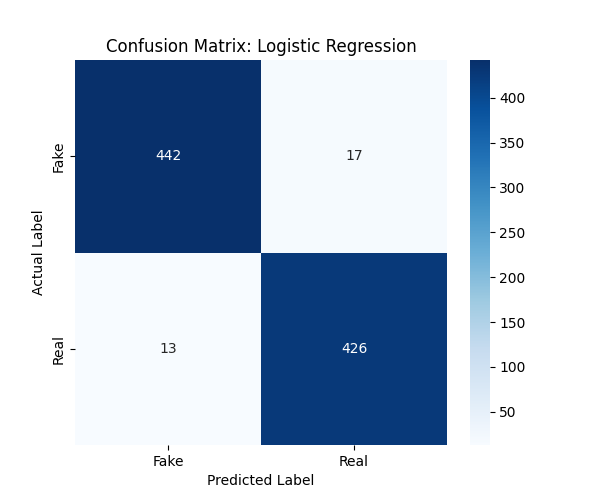 Confusion Matrix: Logistic Regression
Actual Label
Fake
442
17
Real
13
426
Fake
Real
Predicted Label
400
350
300
250
200
150
100
50